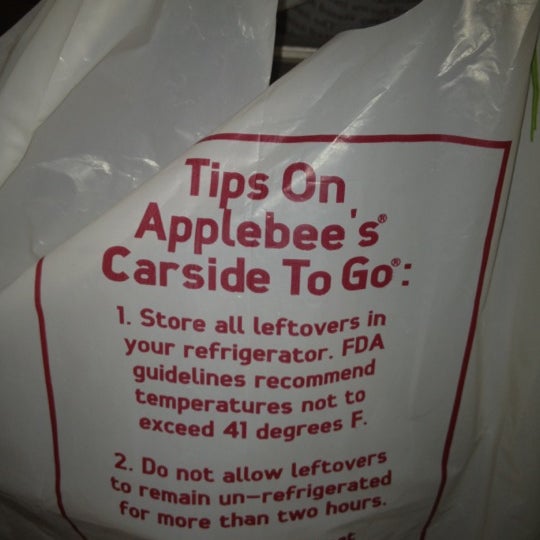 Tips On
Applebee's®
Carside To Go®:
1. Store all leftovers in
your refrigerator. FDA
guidelines recommend
temperatures not to
exceed 41 degrees F.
2. Do not allow leftovers
to remain un-refrigerated
for more than two hours.